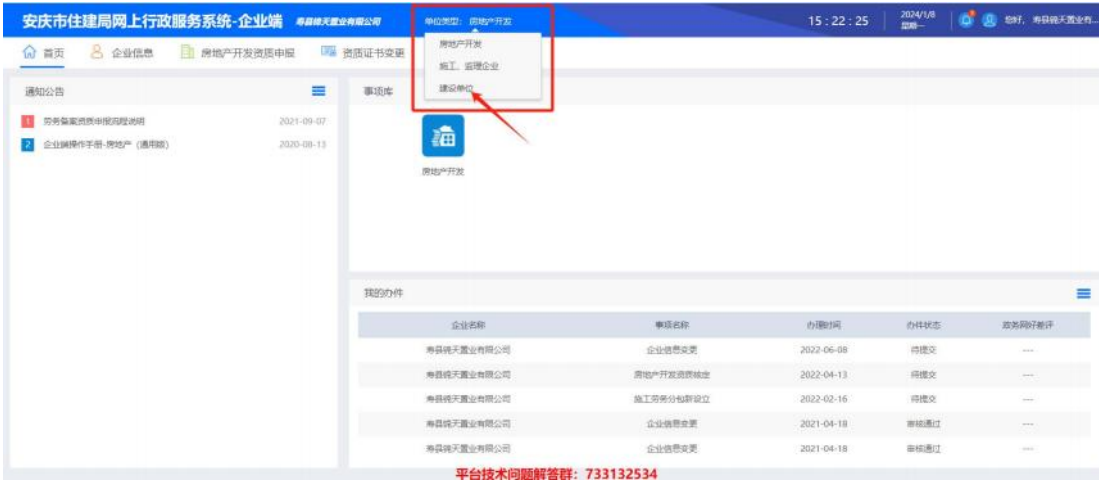 安庆市住建局网上行政服务系统-企业端 寿县锦天置业有限公司 单位类型: 房地产开发 15:22:25 2024/1/8 星期一 您好, 寿县锦天置业有...
首页 企业信息 房地产开发资质申报 资质证书变更
房地产开发
施工、监理企业
建设单位
通知公告
1 劳务备案资质申报流程说明 2021-09-07
2 企业端操作手册-房地产 (通用版) 2020-08-13
事项库
房地产开发
我的办件
企业名称 事项名称 办理时间 办件状态 政务网好差评
寿县锦天置业有限公司 企业信息变更 2022-06-08 待提交 ---
寿县锦天置业有限公司 房地产开发资质核定 2022-04-13 待提交 ---
寿县锦天置业有限公司 施工劳务分包新设立 2022-02-16 待提交 ---
寿县锦天置业有限公司 企业信息变更 2021-04-18 审核通过 ---
寿县锦天置业有限公司 企业信息变更 2021-04-18 审核通过 ---
平台技术问题解答群: 733132534